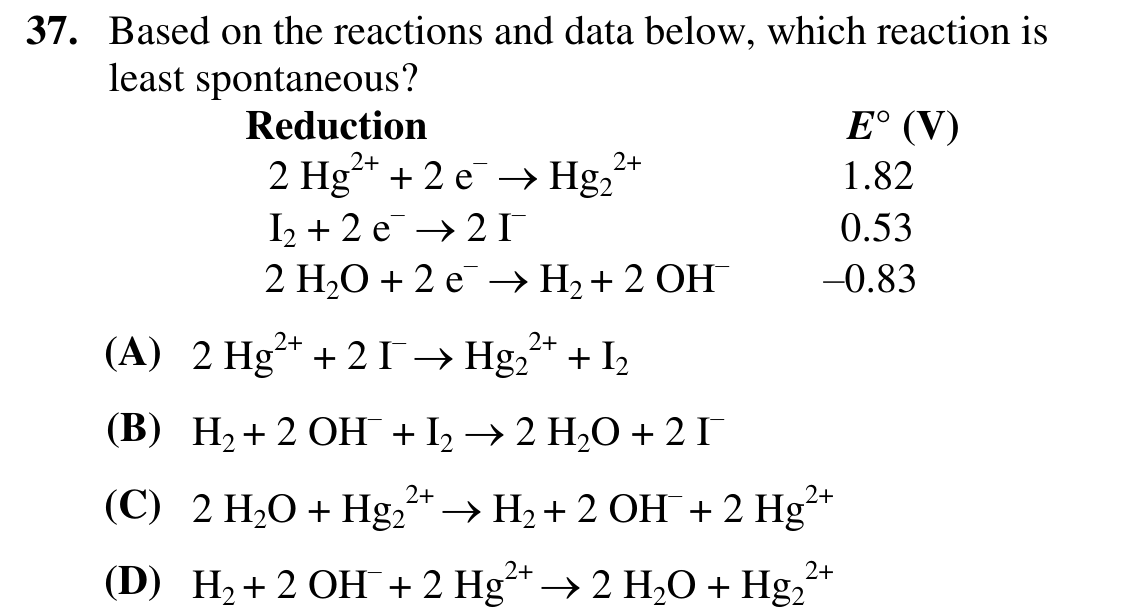 37. Based on the reactions and data below, which reaction is
least spontaneous?
Reduction E° (V)
2 Hg²⁺ + 2 e⁻ → Hg₂²⁺ 1.82
I₂ + 2 e⁻ → 2 I⁻ 0.53
2 H₂O + 2 e⁻ → H₂ + 2 OH⁻ –0.83
(A) 2 Hg²⁺ + 2 I⁻ → Hg₂²⁺ + I₂
(B) H₂ + 2 OH⁻ + I₂ → 2 H₂O + 2 I⁻
(C) 2 H₂O + Hg₂²⁺ → H₂ + 2 OH⁻ + 2 Hg²⁺
(D) H₂ + 2 OH⁻ + 2 Hg²⁺ → 2 H₂O + Hg₂²⁺